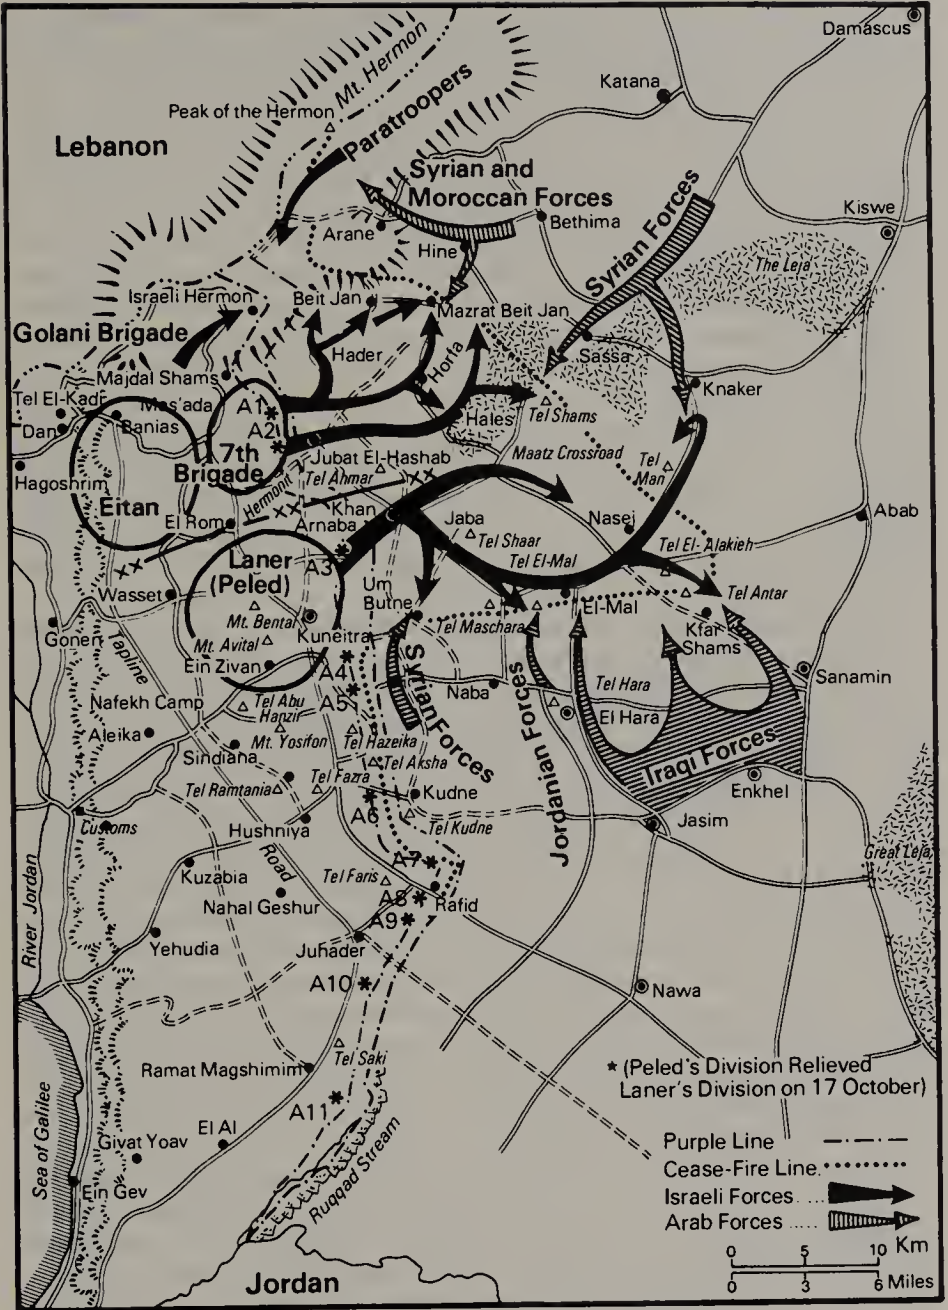 Damascus
Mt. Hermon
Katana
Peak of the Hermon
Paratroopers
Lebanon
Syrian and
Moroccan Forces
Syrian Forces
Kiswe
Bethima
Arane
Hine
The Leja
Israeli Hermon
Beit Jan
Mazrat Beit Jan
Golani Brigade
Hader
Horfa
Sassa
Majdal Shams
Knaker
Tel El-Kadr
Mas'ada
A1
Tel Shams
Dan
Banias
A2
Hales
7th
Brigade
Jubat El-Hashab
Maatz Crossroad
Tel
Man
Hagoshrim
Hermonit
Tel Ahmar
Eitan
Khan
Arnaba
El Rom
Jaba
Nasej
Abab
Tel Shaar
Laner
(Peled)
A3
Tel El-Mal
Tel El-Alakieh
Wasset
Um
Butne
Tel Antar
Mt. Bental
El-Mal
Gonen
Tapline
Kuneitra
Tel Maschara
Kfar
Shams
Mt. Avital
Ein Zivan
A4
Syrian Forces
Sanamin
Naba
Tel Hara
Nafekh Camp
Tel Abu
Hanzir
A5
Jordanian Forces
El Hara
Aleika
Mt. Yosifon
Tel Hazeika
Iraqi Forces
Sindiana
Tel Aksha
Tel Fazra
Enkhel
Tel Ramtania
Kudne
A6
Customs
Hushniya
Tel Kudne
Jasim
Road
A7
Great Leja
River Jordan
Kuzabia
Tel Faris
A8
Nahal Geshur
Rafid
A9
Yehudia
Juhader
A10
Nawa
Tel Saki
Ramat Magshimim
* (Peled's Division Relieved
Laner's Division on 17 October)
A11
El Al
Givat Yoav
Sea of Galilee
Ruqqad Stream
Purple Line
Cease-Fire Line
Ein Gev
Israeli Forces
Arab Forces
0 5 10 Km
0 3 6 Miles
Jordan